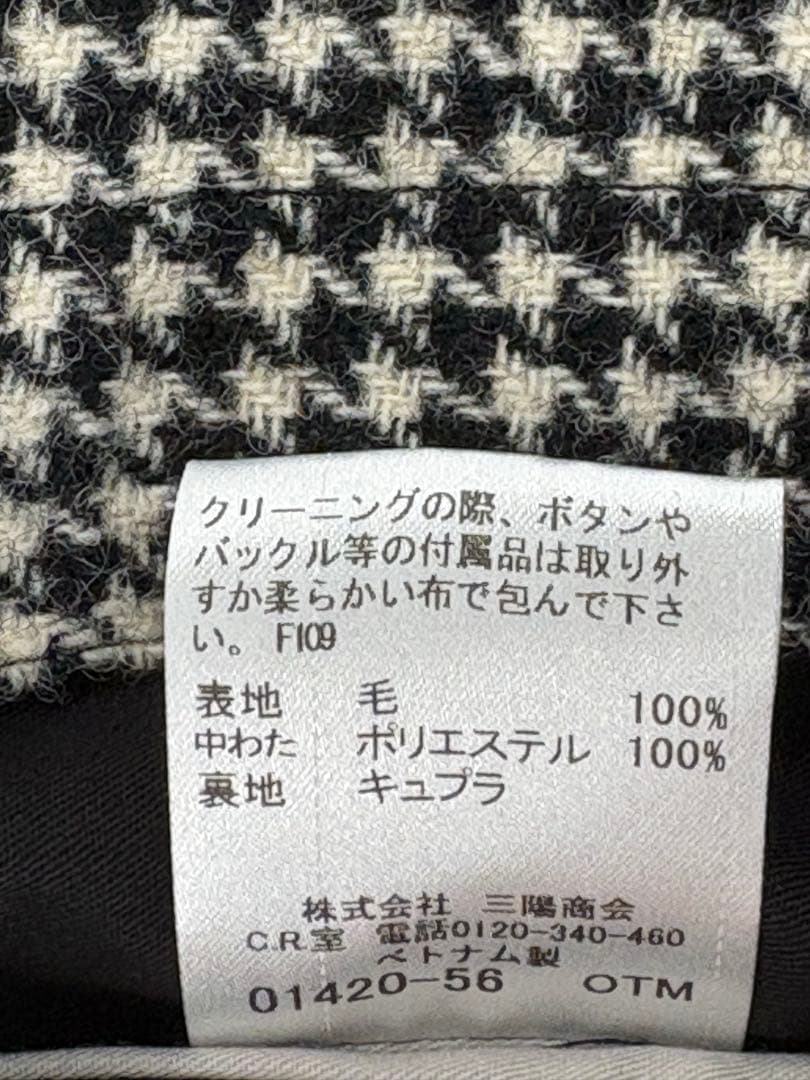 クリーニングの際、ボタンや
バックル等の付属品は取り外
すか柔らかい布で包んで下さ
い。F109
表地 毛 100%
中わた ポリエステル 100%
裏地 キュプラ
株式会社 三陽商会
C.R.室 電話0120-340-460
ベトナム製
01420-56 OTM